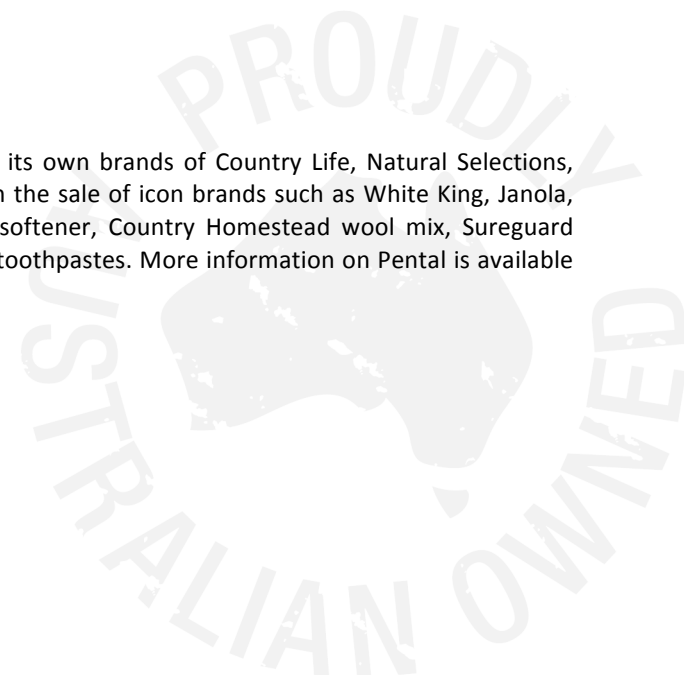 PROUDLY
its own brands of Country Life, Natural Selections,
n the sale of icon brands such as White King, Janola,
softener, Country Homestead wool mix, Sureguard
toothpastes. More information on Pental is available
AUSTRALIAN OWNED